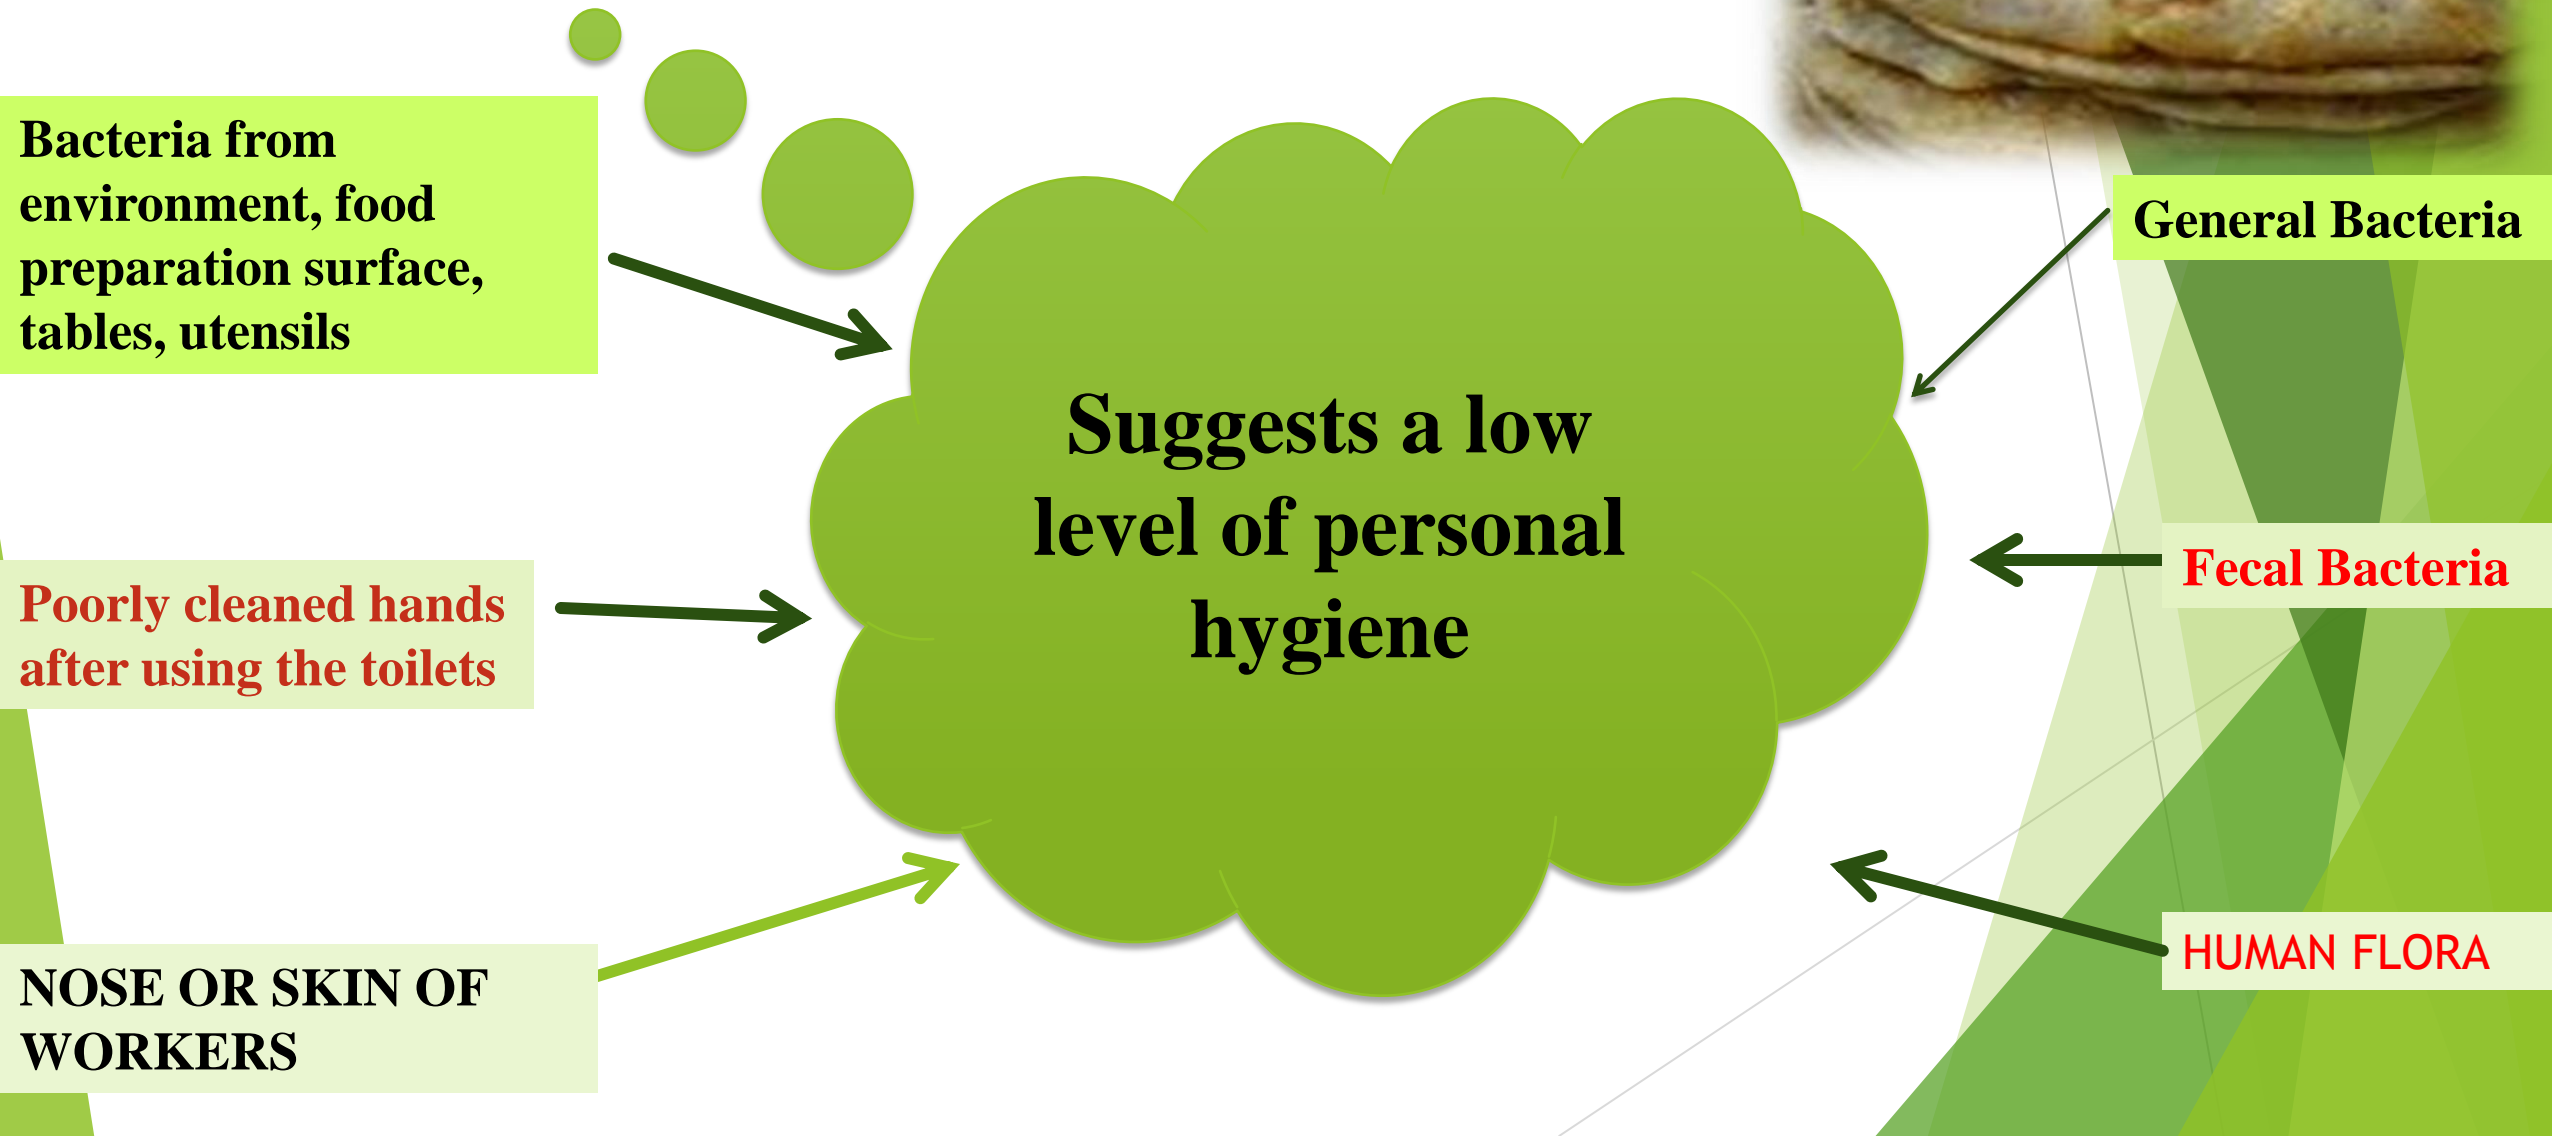 Bacteria from
environment, food
preparation surface,
tables, utensils
Poorly cleaned hands
after using the toilets
NOSE OR SKIN OF
WORKERS
Suggests a low
level of personal
hygiene
General Bacteria
Fecal Bacteria
HUMAN FLORA